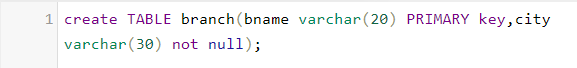 1 create TABLE branch(bname varchar(20) PRIMARY key,city
varchar(30) not null);